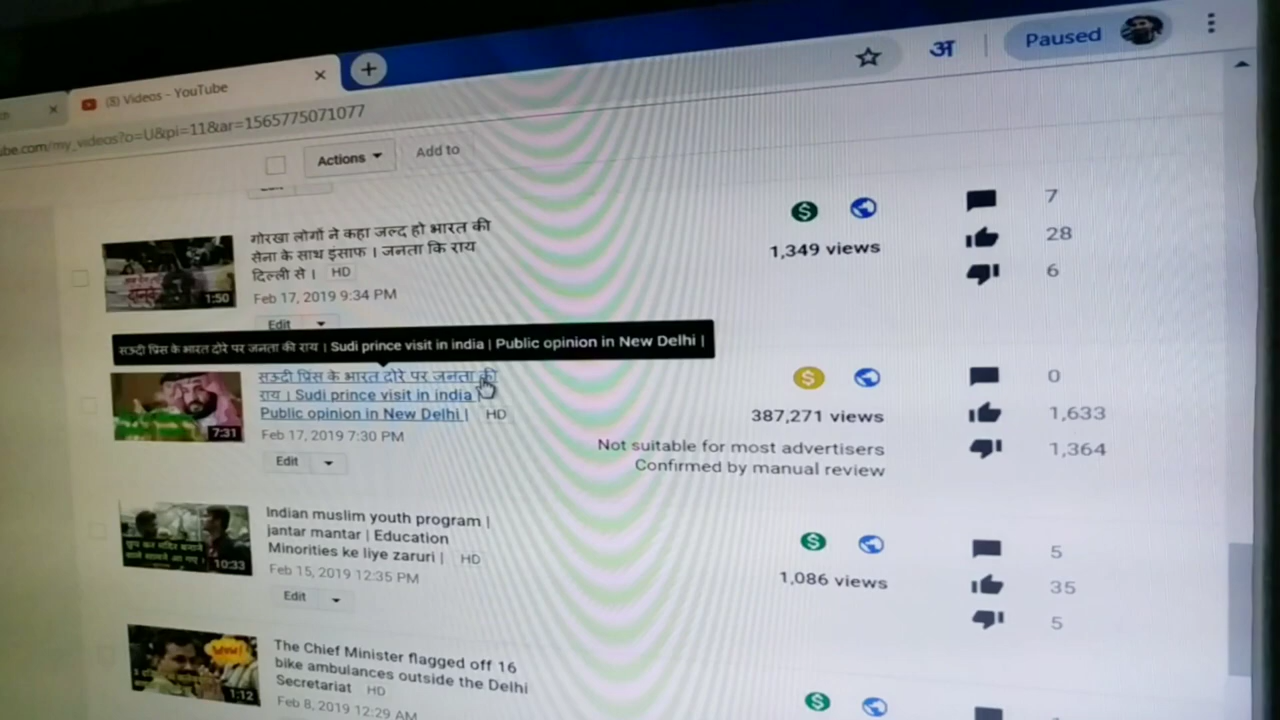 (8) Videos - YouTube
Paused
अ
be.com/my_videos?o=U&pi=11&ar=1565775071077
Actions
Add to
गोरखा लोगों ने कहा जल्द हो भारत की
सेना के साथ इंसाफ । जनता कि राय
दिल्ली से । HD
Feb 17, 2019 9:34 PM
Edit
1:50
1,349 views
7
28
6
सऊदी प्रिंस के भारत दोरे पर जनता की राय | Sudi prince visit in india | Public opinion in New Delhi |
सऊदी प्रिंस के भारत दोरे पर जनता की
राय | Sudi prince visit in india |
Public opinion in New Delhi | HD
Feb 17, 2019 7:30 PM
Edit
7:31
387,271 views
Not suitable for most advertisers
Confirmed by manual review
0
1,633
1,364
Indian muslim youth program |
jantar mantar | Education
Minorities ke liye zaruri | HD
Feb 15, 2019 12:35 PM
Edit
10:33
1,086 views
5
35
5
The Chief Minister flagged off 16
bike ambulances outside the Delhi
Secretariat HD
Feb 8, 2019 12:29 AM
1:12